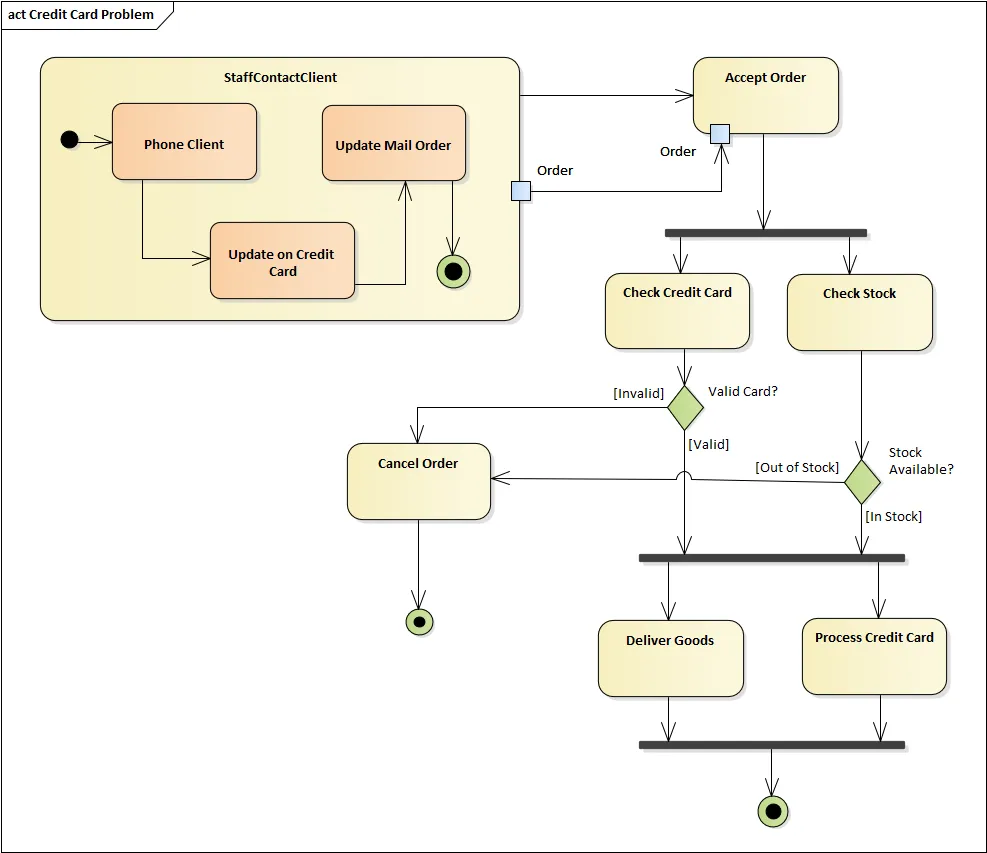 act Credit Card Problem
StaffContactClient
Accept Order
Phone Client
Update Mail Order
Order
Order
Update on Credit
Card
Check Credit Card
Check Stock
[Invalid]
Valid Card?
[Valid]
Cancel Order
[Out of Stock]
Stock
Available?
[In Stock]
Deliver Goods
Process Credit Card